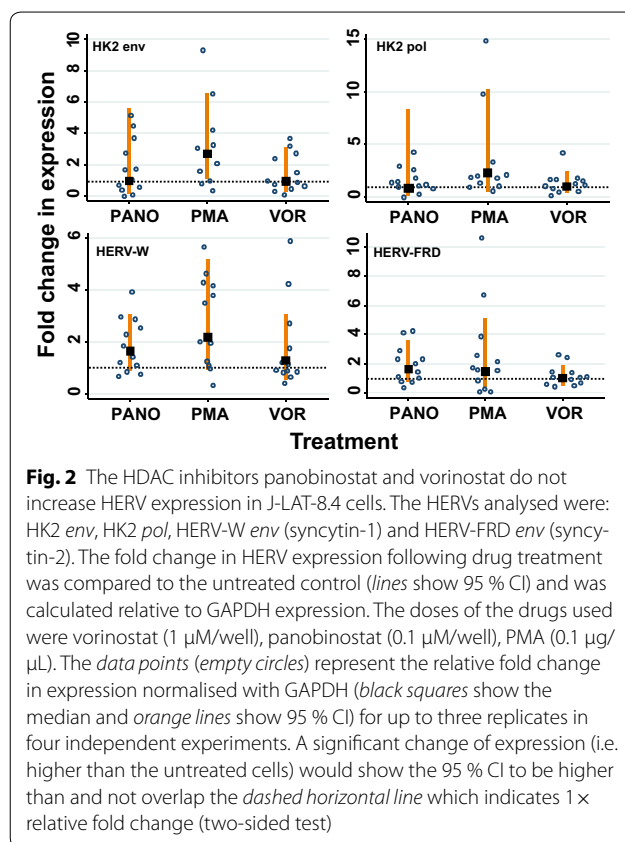 HK2 env
HK2 pol
10
8
6
4
2
0
15
10
5
0
PANO PMA VOR
PANO PMA VOR
Fold change in expression
HERV-W
HERV-FRD
6
4
2
0
10
8
6
4
2
0
PANO PMA VOR
PANO PMA VOR
Treatment
Fig. 2 The HDAC inhibitors panobinostat and vorinostat do not
increase HERV expression in J-LAT-8.4 cells. The HERVs analysed were:
HK2 env, HK2 pol, HERV-W env (syncytin-1) and HERV-FRD env (syncy-
tin-2). The fold change in HERV expression following drug treatment
was compared to the untreated control (lines show 95 % CI) and was
calculated relative to GAPDH expression. The doses of the drugs used
were vorinostat (1 μM/well), panobinostat (0.1 μM/well), PMA (0.1 μg/
μL). The data points (empty circles) represent the relative fold change
in expression normalised with GAPDH (black squares show the
median and orange lines show 95 % CI) for up to three replicates in
four independent experiments. A significant change of expression (i.e.
higher than the untreated cells) would show the 95 % CI to be higher
than and not overlap the dashed horizontal line which indicates 1×
relative fold change (two-sided test)